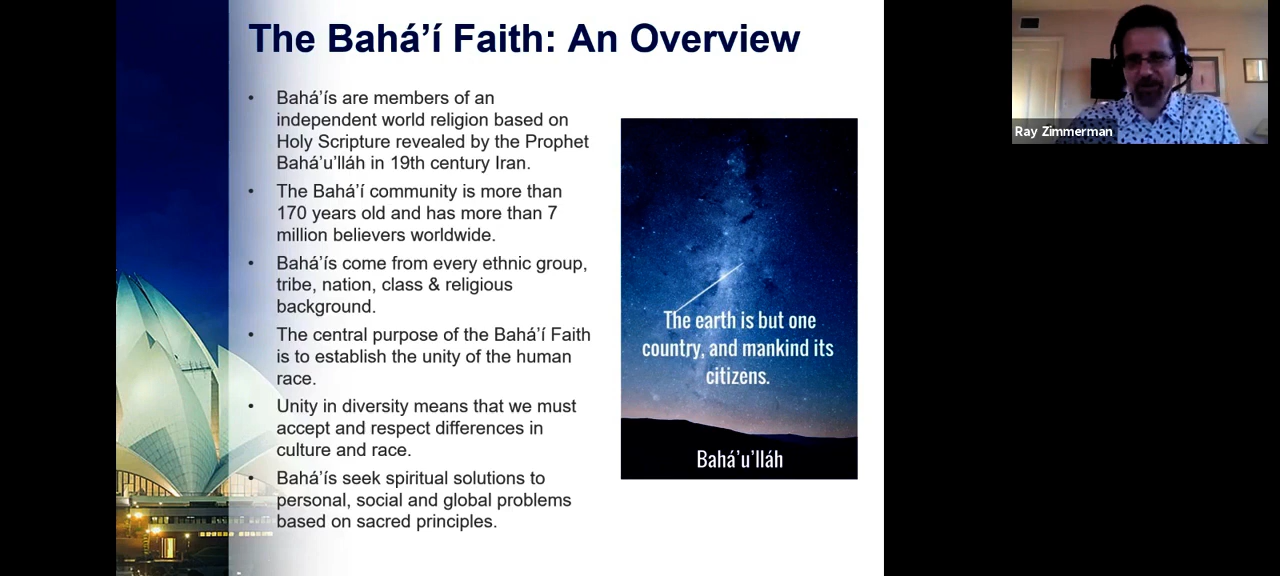 The Bahá’í Faith: An Overview
• Bahá’ís are members of an
independent world religion based on
Holy Scripture revealed by the Prophet
Bahá’u’lláh in 19th century Iran.
• The Bahá’í community is more than
170 years old and has more than 7
million believers worldwide.
• Bahá’ís come from every ethnic group,
tribe, nation, class & religious
background.
• The central purpose of the Bahá’í Faith
is to establish the unity of the human
race.
• Unity in diversity means that we must
accept and respect differences in
culture and race.
• Bahá’ís seek spiritual solutions to
personal, social and global problems
based on sacred principles.
The earth is but one
country, and mankind its
citizens.
Bahá’u’lláh
Ray Zimmerman